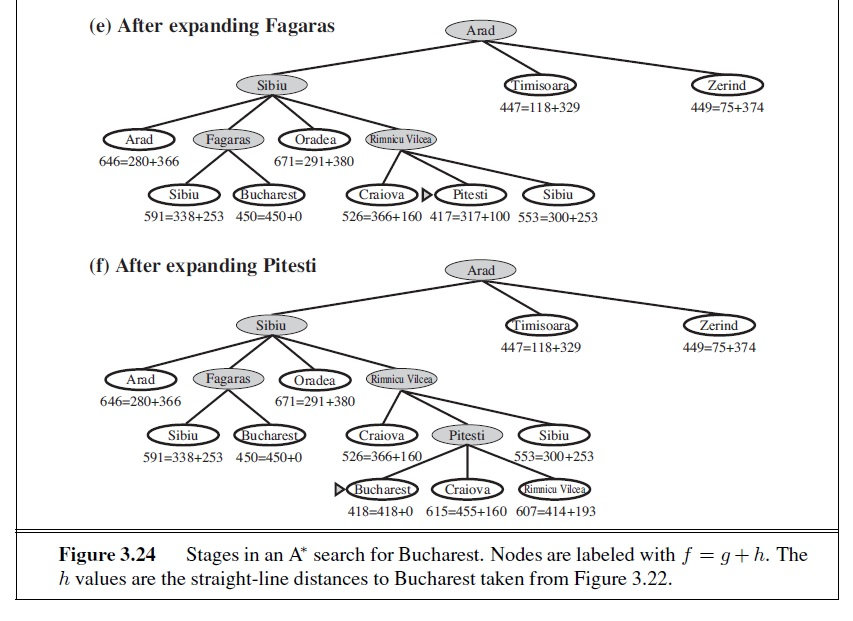 (e) After expanding Fagaras
Arad
Sibiu Timisoara Zerind
447=118+329 449=75+374
Arad Fagaras Oradea Rimnicu Vilcea
646=280+366 671=291+380
Sibiu Bucharest Craiova Pitesti Sibiu
591=338+253 450=450+0 526=366+160 417=317+100 553=300+253
(f) After expanding Pitesti
Arad
Sibiu Timisoara Zerind
447=118+329 449=75+374
Arad Fagaras Oradea Rimnicu Vilcea
646=280+366 671=291+380
Sibiu Bucharest Craiova Pitesti Sibiu
591=338+253 450=450+0 526=366+160 553=300+253
Bucharest Craiova Rimnicu Vilcea
418=418+0 615=455+160 607=414+193
Figure 3.24 Stages in an A* search for Bucharest. Nodes are labeled with f = g+h. The
h values are the straight-line distances to Bucharest taken from Figure 3.22.